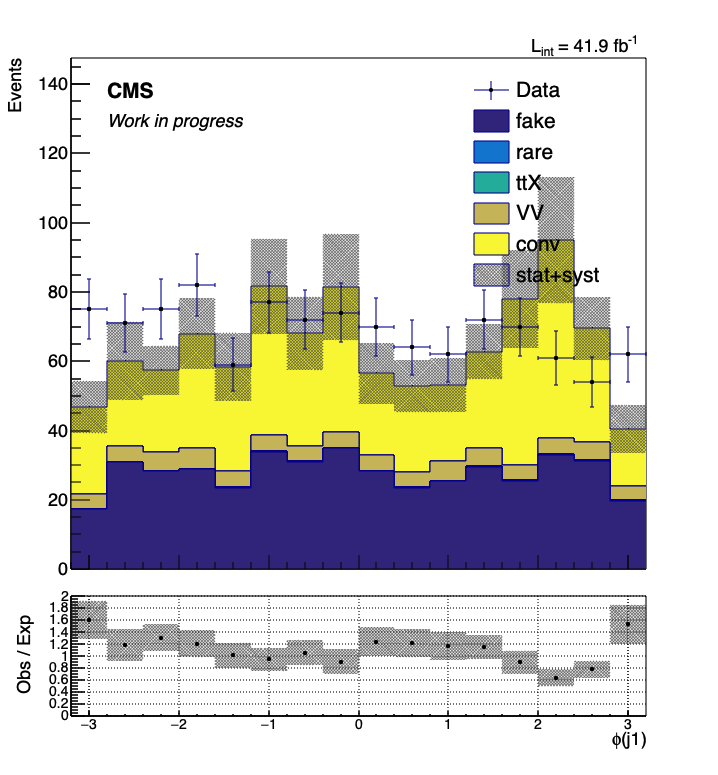 L_int = 41.9 fb^-1
Events
140
120
100
80
60
40
20
0
CMS
Work in progress
Data
fake
rare
ttX
VV
conv
stat+syst
Obs / Exp
2
1.8
1.6
1.4
1.2
1
0.8
0.6
0.4
0.2
0
−3
−2
−1
0
1
2
3
ϕ(j1)